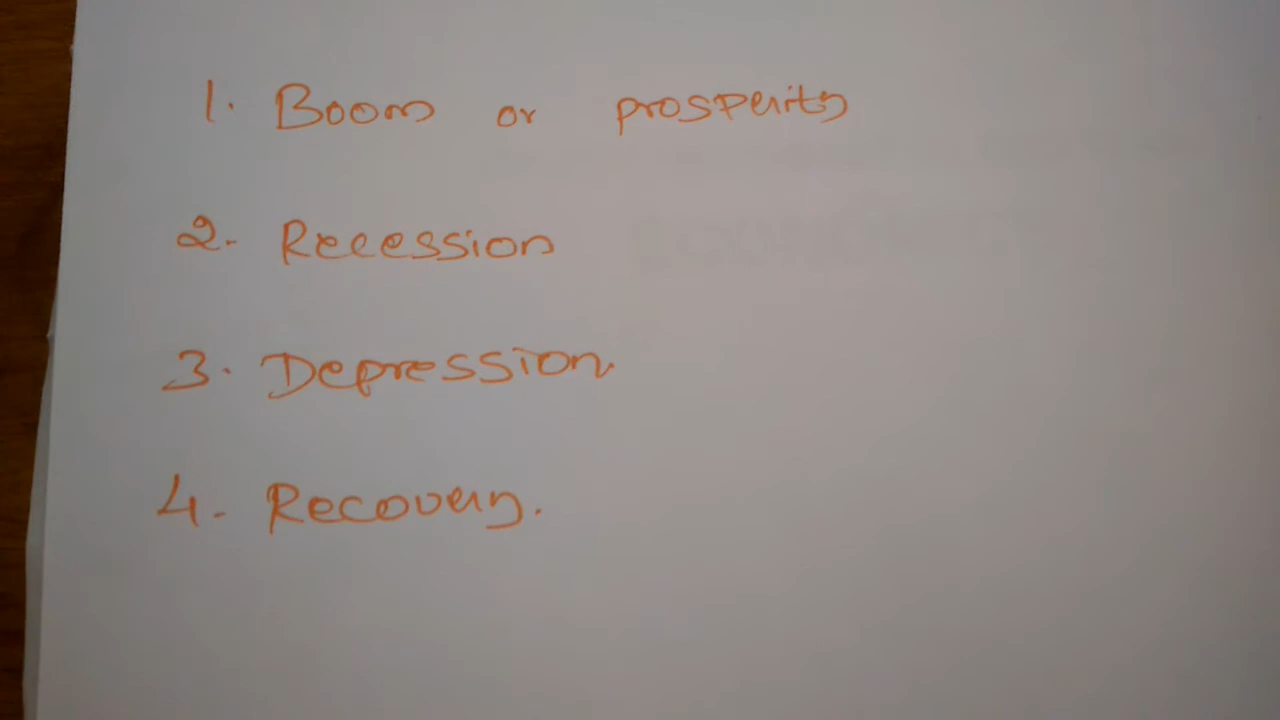 1. Boom or prosperity
2. Recession
3. Depression.
4. Recovery.